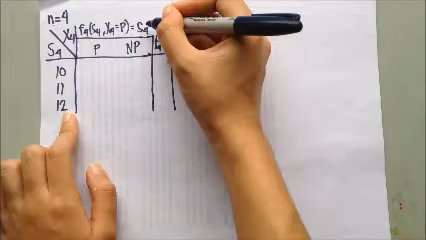 n=4
X₄ f₄(S₄, X₄=P) = S₄
S₄ P NP
10
11
12